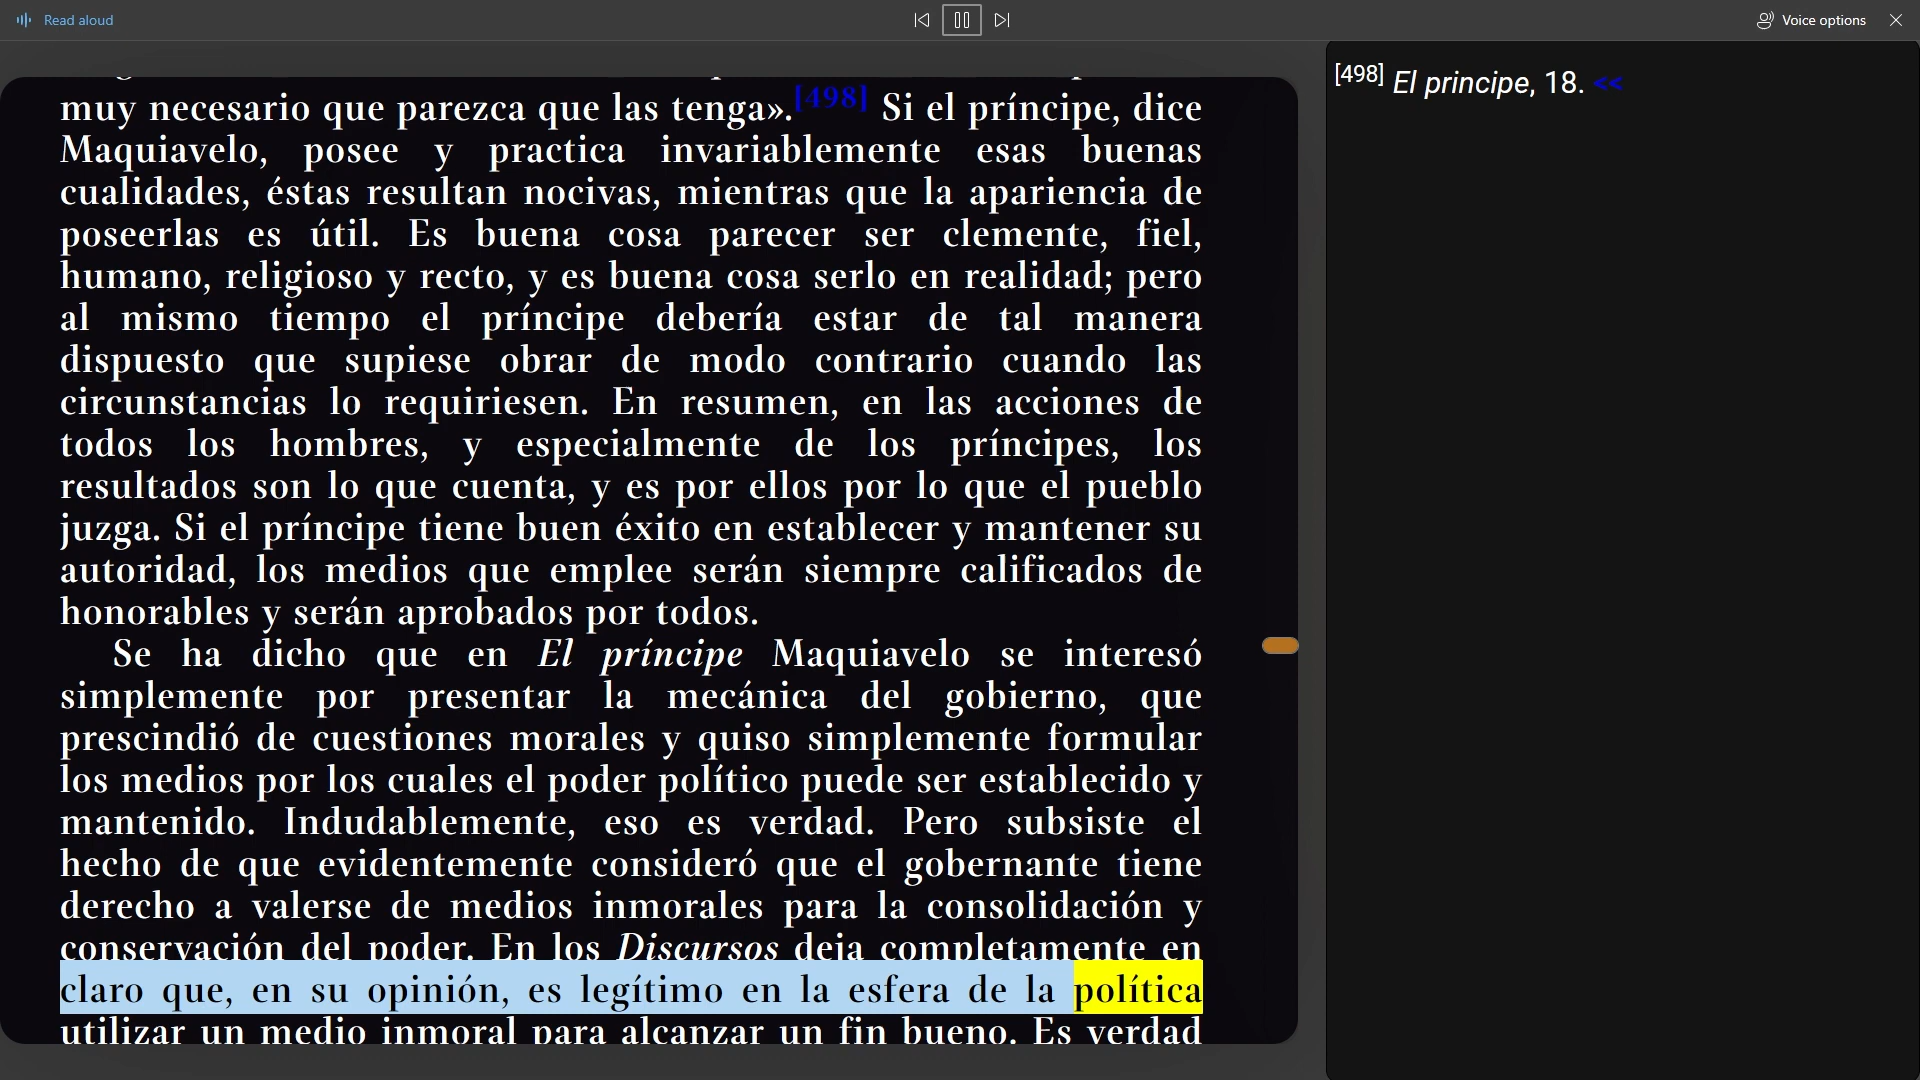 Read aloud
Voice options
muy necesario que parezca que las tenga».[498] Si el príncipe, dice
Maquiavelo, posee y practica invariablemente esas buenas
cualidades, éstas resultan nocivas, mientras que la apariencia de
poseerlas es útil. Es buena cosa parecer ser clemente, fiel,
humano, religioso y recto, y es buena cosa serlo en realidad; pero
al mismo tiempo el príncipe debería estar de tal manera
dispuesto que supiese obrar de modo contrario cuando las
circunstancias lo requiriesen. En resumen, en las acciones de
todos los hombres, y especialmente de los príncipes, los
resultados son lo que cuenta, y es por ellos por lo que el pueblo
juzga. Si el príncipe tiene buen éxito en establecer y mantener su
autoridad, los medios que emplee serán siempre calificados de
honorables y serán aprobados por todos.
Se ha dicho que en El príncipe Maquiavelo se interesó
simplemente por presentar la mecánica del gobierno, que
prescindió de cuestiones morales y quiso simplemente formular
los medios por los cuales el poder político puede ser establecido y
mantenido. Indudablemente, eso es verdad. Pero subsiste el
hecho de que evidentemente consideró que el gobernante tiene
derecho a valerse de medios inmorales para la consolidación y
conservación del poder. En los Discursos deja completamente en
claro que, en su opinión, es legítimo en la esfera de la política
utilizar un medio inmoral para alcanzar un fin bueno. Es verdad
[498] El principe, 18. <<